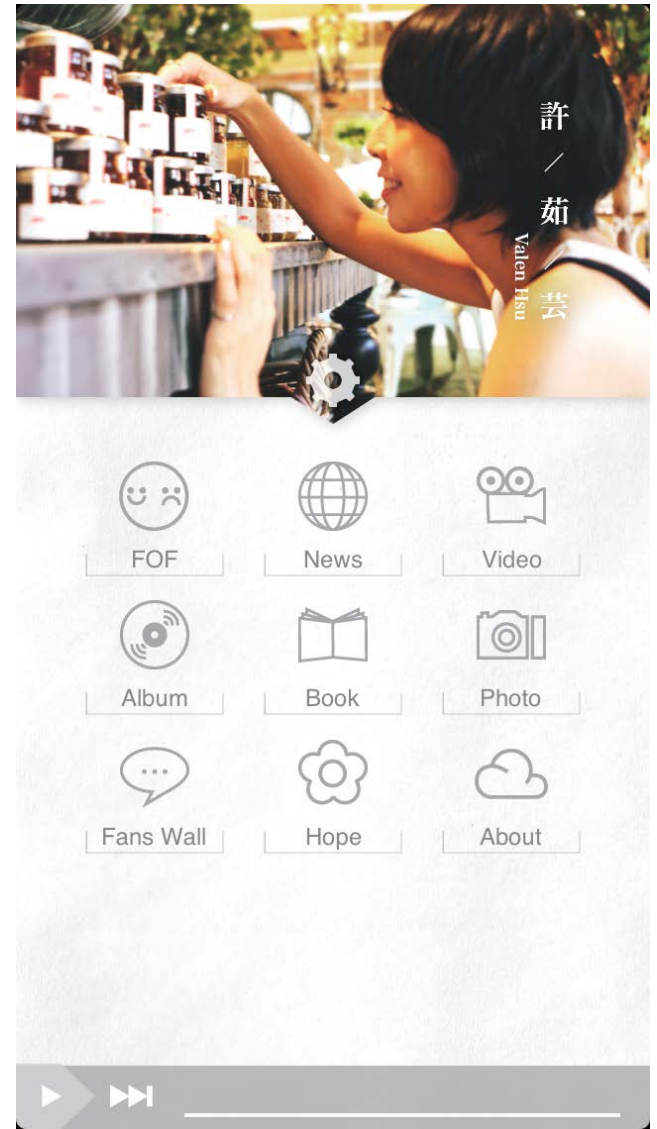 許/茹芸
Valen Hsu
FOF
News
Video
Album
Book
Photo
Fans Wall
Hope
About